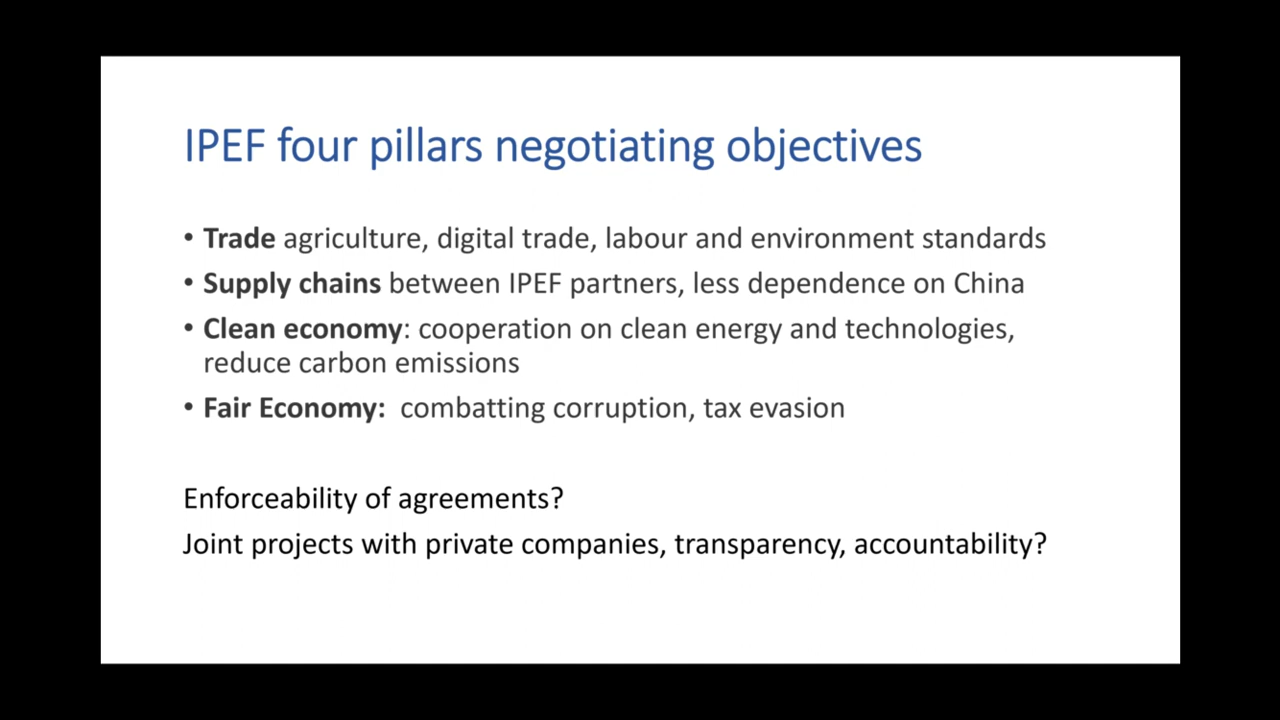 IPEF four pillars negotiating objectives
• Trade agriculture, digital trade, labour and environment standards
• Supply chains between IPEF partners, less dependence on China
• Clean economy: cooperation on clean energy and technologies,
reduce carbon emissions
• Fair Economy:  combatting corruption, tax evasion
Enforceability of agreements?
Joint projects with private companies, transparency, accountability?